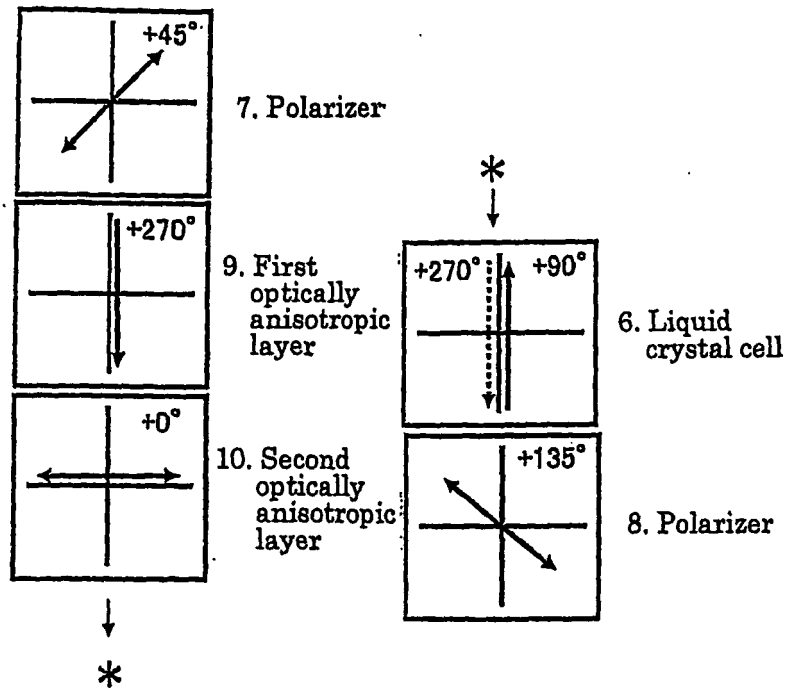 +45°
7. Polarizer
+270°
9. First
optically
anisotropic
layer
+0°
10. Second
optically
anisotropic
layer
*
*
+270° +90°
6. Liquid
crystal cell
+135°
8. Polarizer